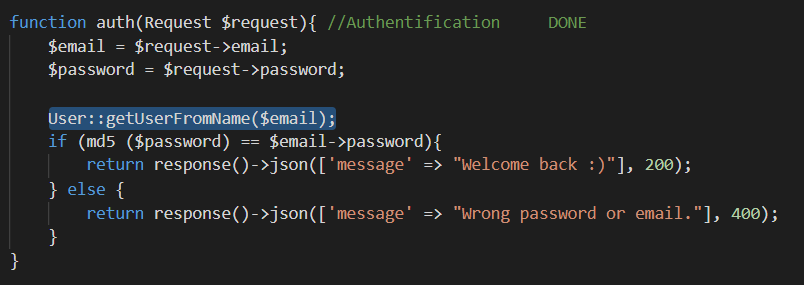 function auth(Request $request){ //Authentification     DONE
    $email = $request->email;
    $password = $request->password;

    User::getUserFromName($email);
    if (md5 ($password) == $email->password){
        return response()->json(['message' => "Welcome back :)"], 200);
    } else {
        return response()->json(['message' => "Wrong password or email."], 400);
    }
}